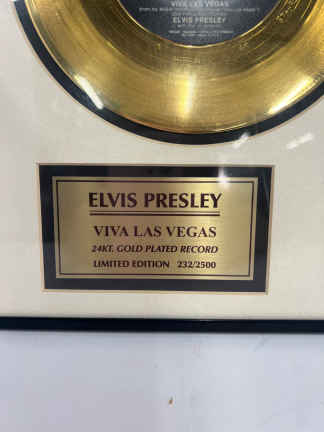 VIVA LAS VEGAS
ELVIS PRESLEY
ELVIS PRESLEY
VIVA LAS VEGAS
24KT. GOLD PLATED RECORD
LIMITED EDITION 232/2500